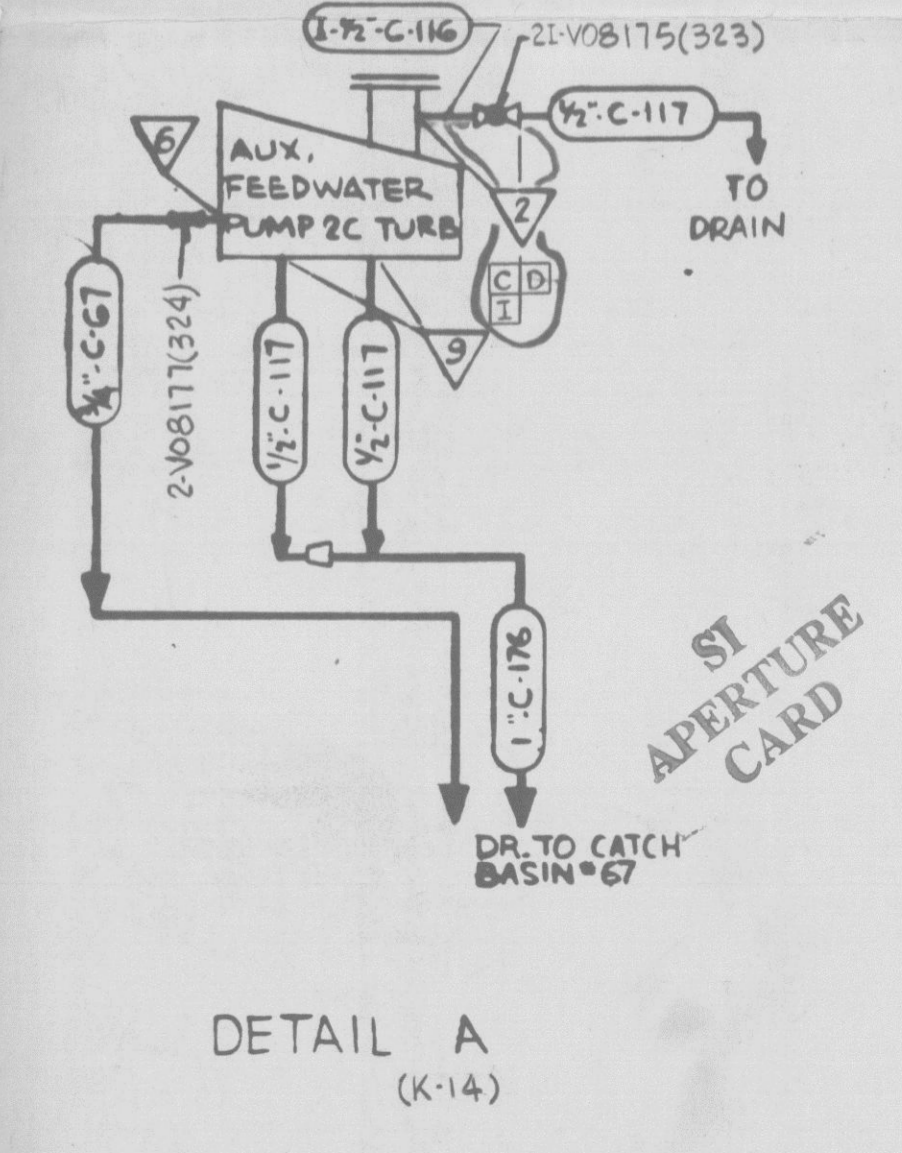 I-½"-C-116
2I-V08175(323)
½"-C-117
6
AUX.
FEEDWATER
PUMP 2C TURB
2
TO
DRAIN
C D
I
¾"-C-67
2-V08177(324)
½"-C-117
½"-C-117
9
1"-C-176
SI
APERTURE
CARD
DR. TO CATCH
BASIN #67
DETAIL A
(K-14)